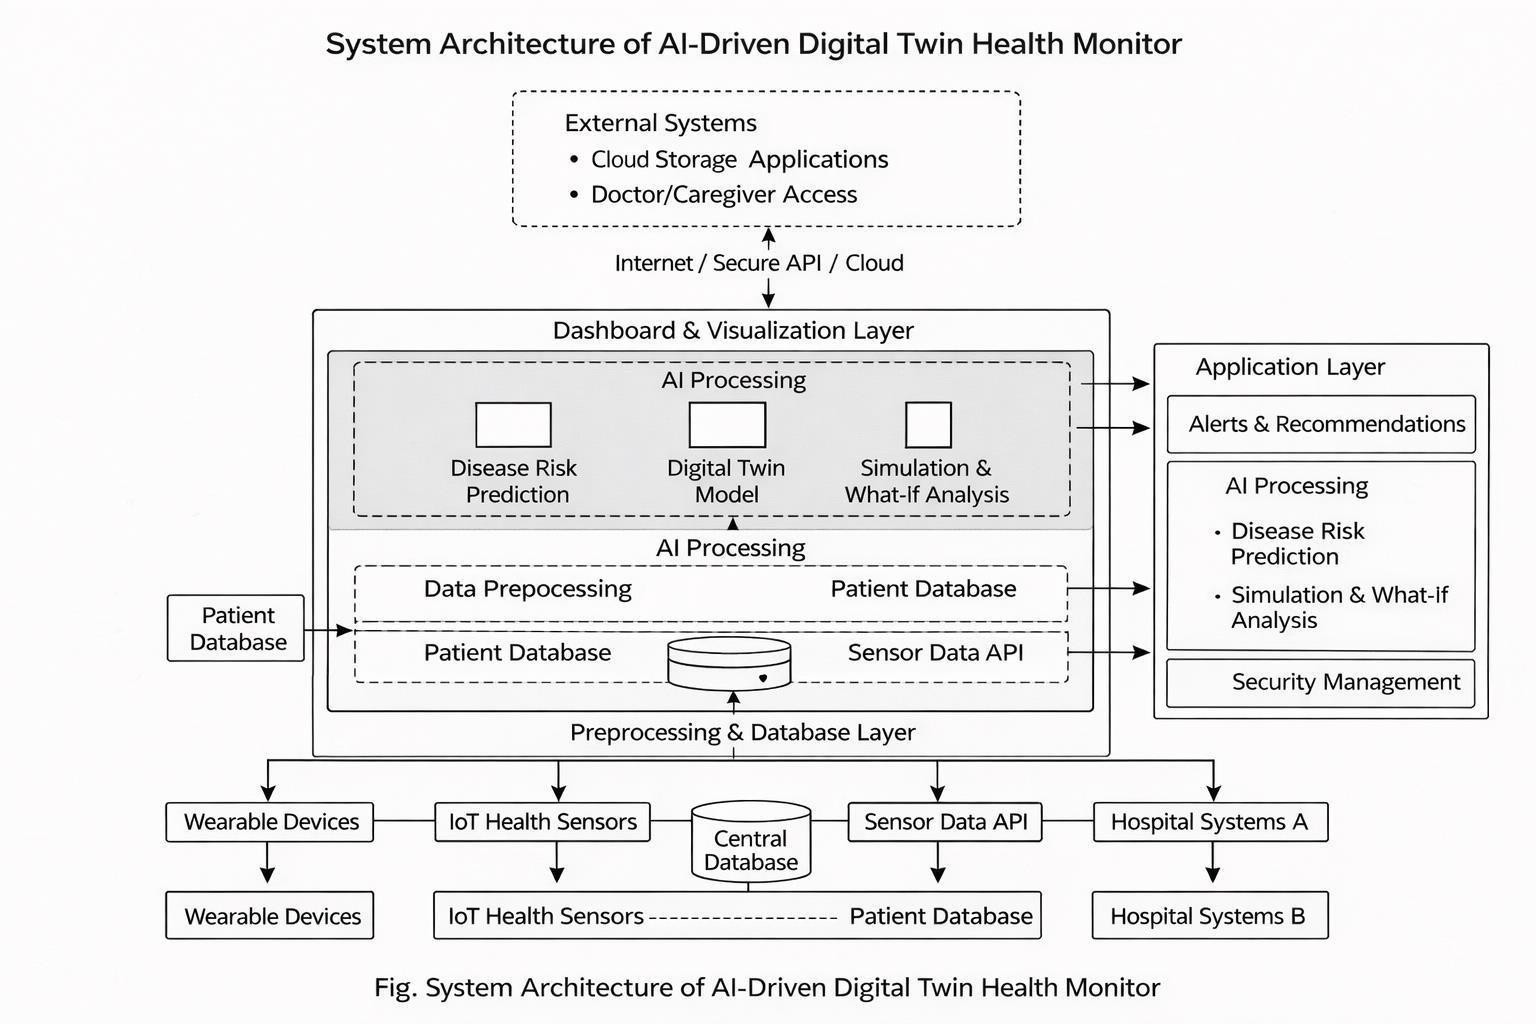 System Architecture of AI-Driven Digital Twin Health Monitor
External Systems
• Cloud Storage Applications
• Doctor/Caregiver Access
Internet / Secure API / Cloud
Dashboard & Visualization Layer
AI Processing
Disease Risk
Prediction
Digital Twin
Model
Simulation &
What-If Analysis
AI Processing
Data Prepocessing
Patient Database
Patient Database
Sensor Data API
Preprocessing & Database Layer
Patient
Database
Application Layer
Alerts & Recommendations
AI Processing
• Disease Risk
Prediction
• Simulation & What-if
Analysis
Security Management
Wearable Devices
IoT Health Sensors
Central
Database
Sensor Data API
Hospital Systems A
Wearable Devices
IoT Health Sensors
Patient Database
Hospital Systems B
Fig. System Architecture of AI-Driven Digital Twin Health Monitor